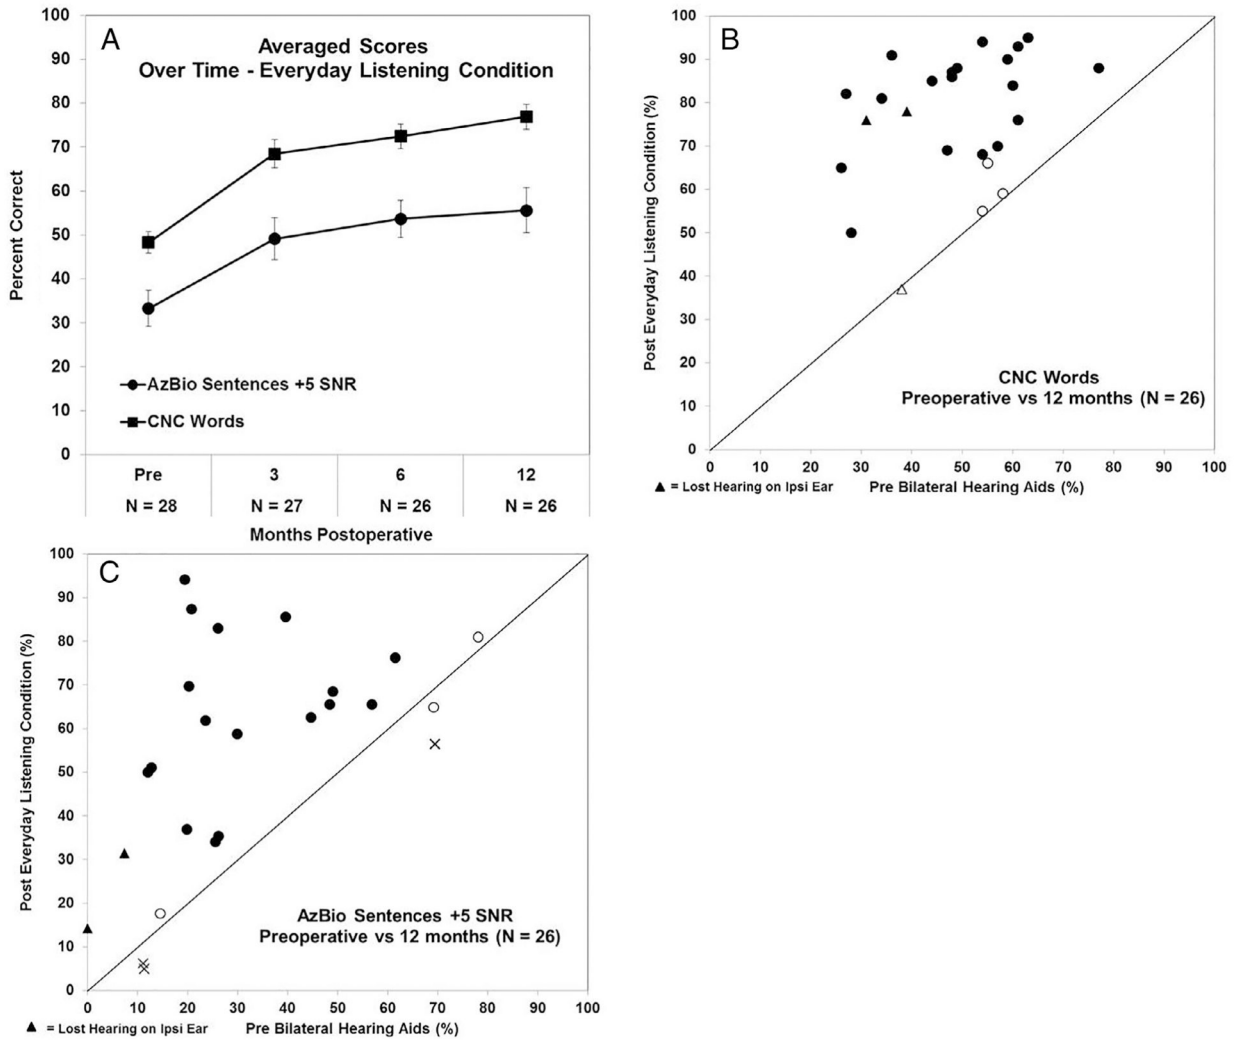 A
Averaged Scores
Over Time - Everyday Listening Condition
100
90
80
70
60
50
40
30
20
10
0
Percent Correct
AzBio Sentences +5 SNR
CNC Words
Pre 3 6 12
N = 28 N = 27 N = 26 N = 26
Months Postoperative
B
100
90
80
70
60
50
40
30
20
10
0
Post Everyday Listening Condition (%)
CNC Words
Preoperative vs 12 months (N = 26)
0 10 20 30 40 50 60 70 80 90 100
▲ = Lost Hearing on Ipsi Ear
Pre Bilateral Hearing Aids (%)
C
100
90
80
70
60
50
40
30
20
10
0
Post Everyday Listening Condition (%)
AzBio Sentences +5 SNR
Preoperative vs 12 months (N = 26)
0 10 20 30 40 50 60 70 80 90 100
▲ = Lost Hearing on Ipsi Ear
Pre Bilateral Hearing Aids (%)